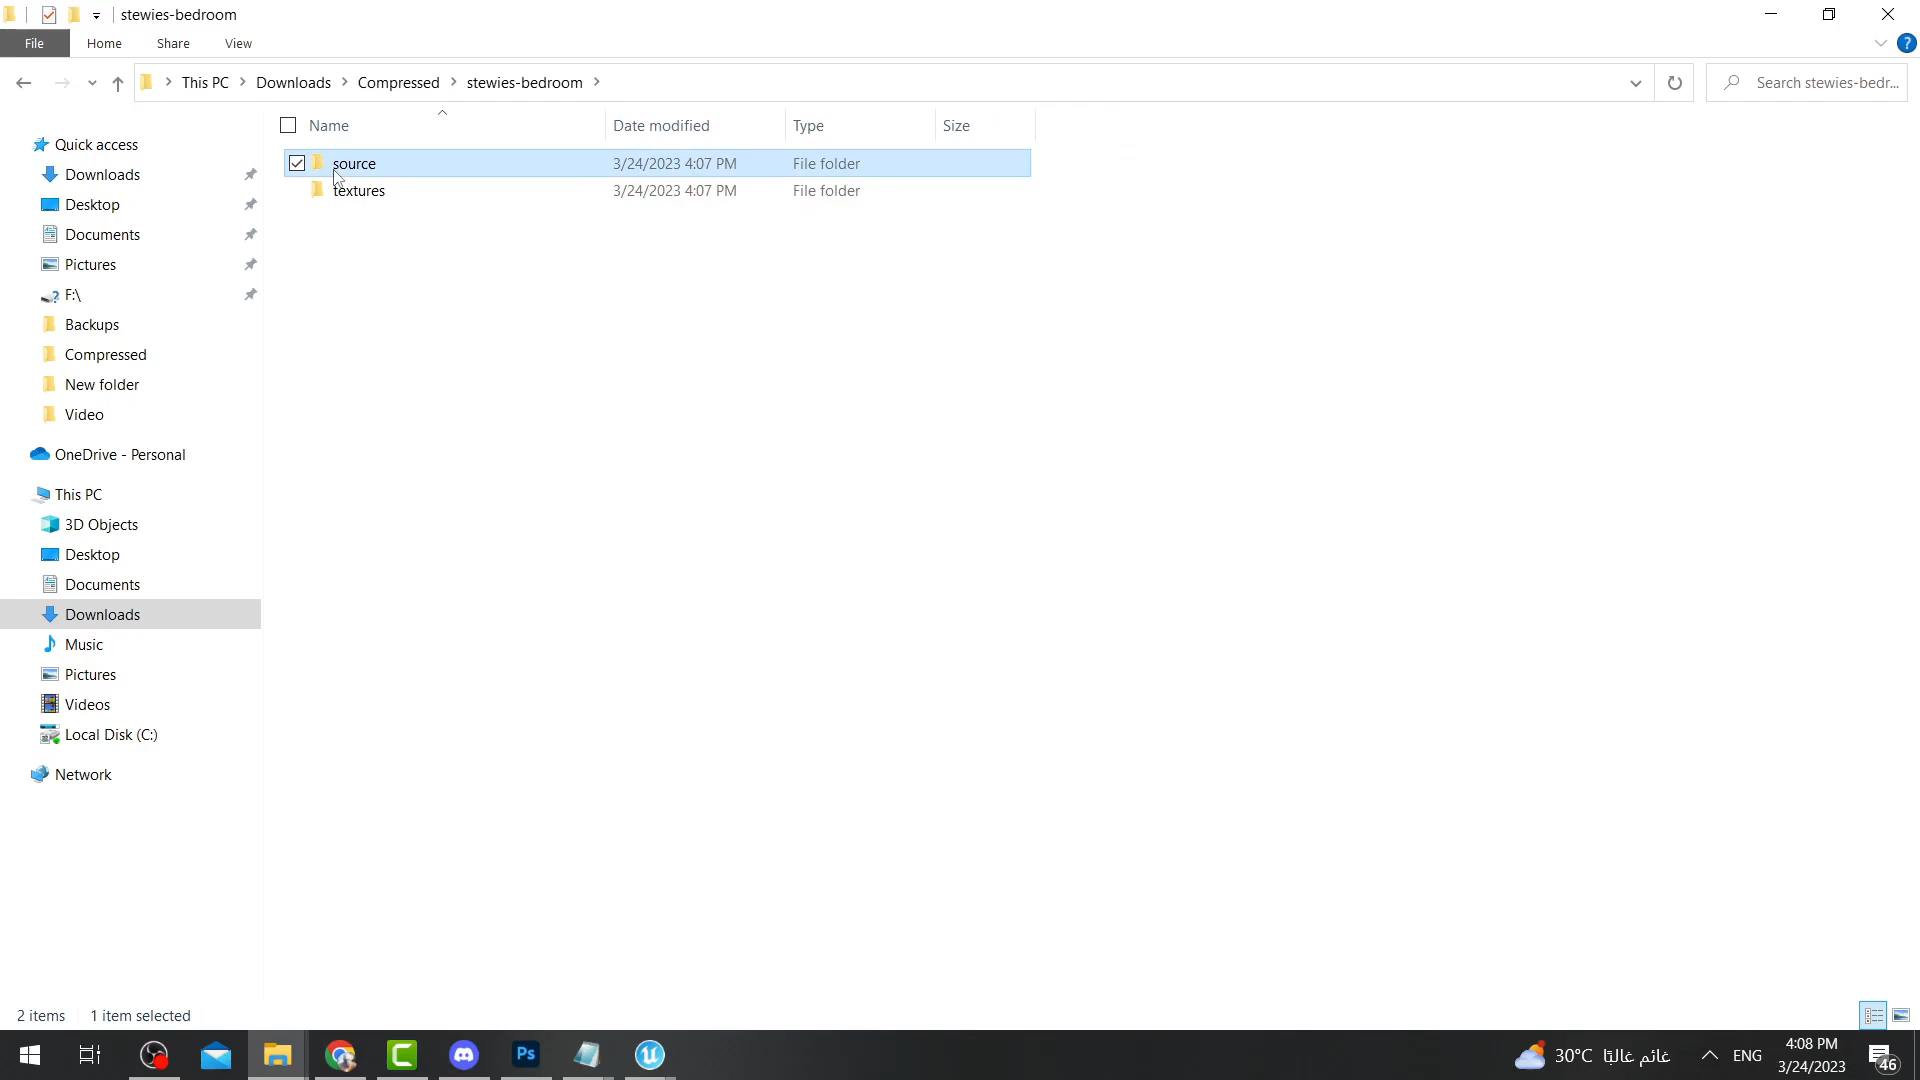 stewies-bedroom
File Home Share View
This PC Downloads Compressed stewies-bedroom
Search stewies-bedr...
Name Date modified Type Size
source 3/24/2023 4:07 PM File folder
textures 3/24/2023 4:07 PM File folder
Quick access
Downloads
Desktop
Documents
Pictures
F:\
Backups
Compressed
New folder
Video
OneDrive - Personal
This PC
3D Objects
Desktop
Documents
Downloads
Music
Pictures
Videos
Local Disk (C:)
Network
2 items 1 item selected
Ps
30°C غائم غالبًا
ENG
4:08 PM
3/24/2023
46